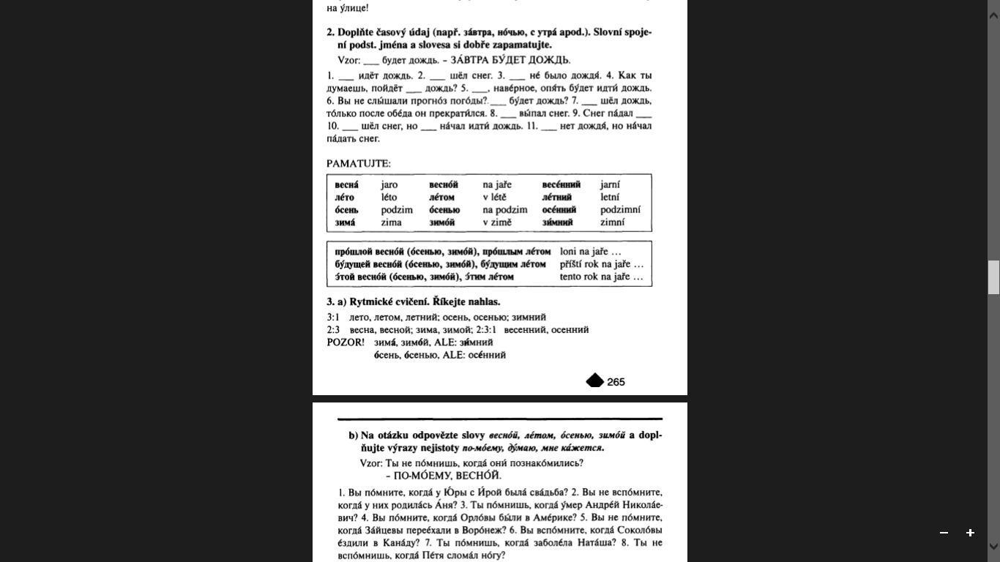 на у́лице!
2. Doplňte časový údaj (např. за́втра, но́чью, с утра́ apod.). Slovní spoje-
ní podst. jména a slovesa si dobře zapamatujte.
Vzor: ___ будет дождь. – ЗА́ВТРА БУ́ДЕТ ДОЖДЬ.
1. ___ идёт дождь. 2. ___ шёл снег. 3. ___ не́ было дождя́. 4. Как ты
думаешь, пойдёт ___ дождь? 5. ___, наве́рное, опя́ть бу́дет идти́ дождь.
6. Вы не слы́шали прогно́з пого́ды? ___ бу́дет дождь? 7. ___ шёл дождь,
то́лько после обе́да он прекрати́лся. 8. ___ вы́пал снег. 9. Снег па́дал ___
10. ___ шёл снег, но ___ на́чал идти́ дождь. 11. ___ нет дождя́, но на́чал
па́дать снег.
PAMATUJTE:
весна́ jaro весно́й na jaře весе́нний jarní
ле́то léto ле́том v létě ле́тний letní
о́сень podzim о́сенью na podzim осе́нний podzimní
зима́ zima зимо́й v zimě зи́мний zimní
про́шлой весно́й (о́сенью, зимо́й), про́шлым ле́том loni na jaře ...
бу́дущей весно́й (о́сенью, зимо́й), бу́дущим ле́том příští rok na jaře ...
э́той весно́й (о́сенью, зимо́й), э́тим ле́том tento rok na jaře ...
3. a) Rytmické cvičení. Říkejte nahlas.
3:1 лето, летом, летний; осень, осенью; зимний
2:3 весна, весной; зима, зимой; 2:3:1 весенний, осенний
POZOR! зима́, зимо́й, ALE: зи́мний
о́сень, о́сенью, ALE: осе́нний
265
b) Na otázku odpovězte slovy весно́й, ле́том, о́сенью, зимо́й a dopl-
ňujte výrazy nejistoty по-мо́ему, ду́маю, мне ка́жется.
Vzor: Ты не по́мнишь, когда́ они́ познако́мились?
– ПО-МО́ЕМУ, ВЕСНО́Й.
1. Вы по́мните, когда́ у Ю́ры с И́рой была́ сва́дьба? 2. Вы не вспо́мните,
когда́ у них родила́сь А́ня? 3. Ты по́мнишь, когда́ у́мер Андре́й Никола́е-
вич? 4. Вы по́мните, когда́ Орло́вы бы́ли в Аме́рике? 5. Вы не по́мните,
когда́ За́йцевы перее́хали в Воро́неж? 6. Вы вспо́мните, когда́ Соколо́вы
е́здили в Кана́ду? 7. Ты по́мнишь, когда́ заболе́ла Ната́ша? 8. Ты не
вспо́мнишь, когда́ Пе́тя слома́л но́гу?